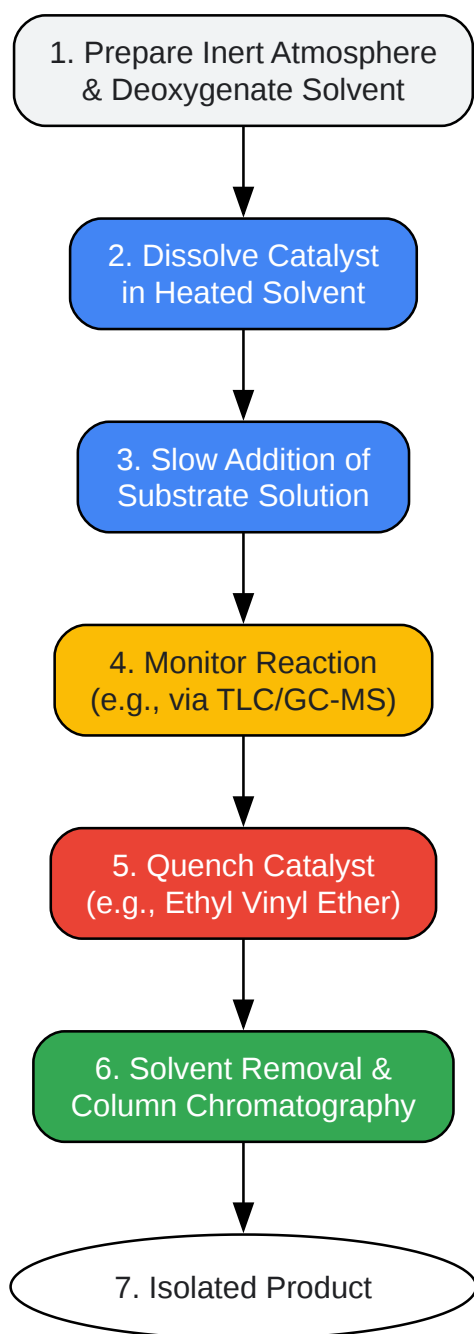 1. Prepare Inert Atmosphere
& Deoxygenate Solvent
2. Dissolve Catalyst
in Heated Solvent
3. Slow Addition of
Substrate Solution
4. Monitor Reaction
(e.g., via TLC/GC-MS)
5. Quench Catalyst
(e.g., Ethyl Vinyl Ether)
6. Solvent Removal &
Column Chromatography
7. Isolated Product